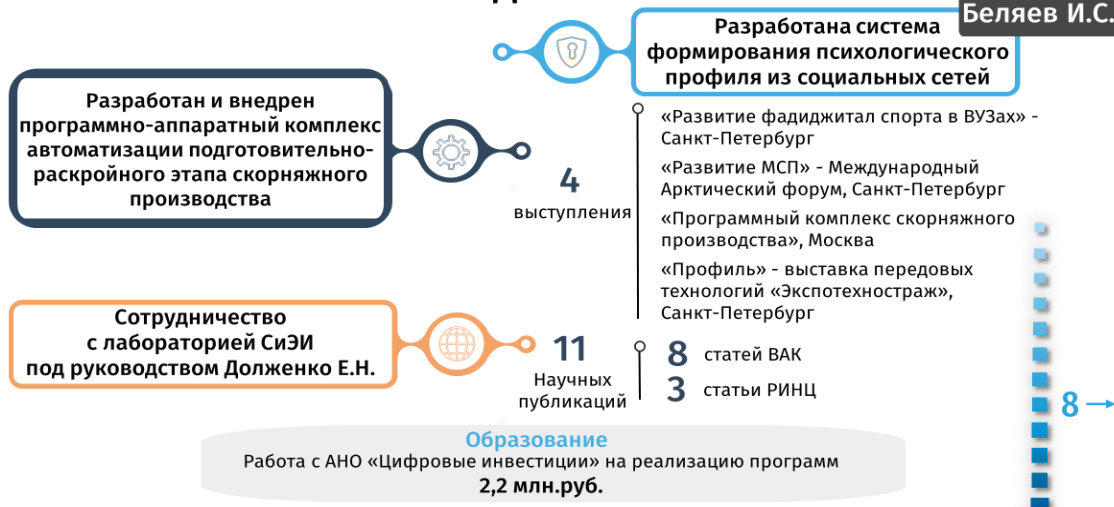 Беляев И.С.
Разработана система
формирования психологического
профиля из социальных сетей
Разработан и внедрен
программно-аппаратный комплекс
автоматизации подготовительно-
раскройного этапа скорняжного
производства
4
выступления
«Развитие фадиджитал спорта в ВУЗах» -
Санкт-Петербург
«Развитие МСП» - Международный
Арктический форум, Санкт-Петербург
«Программный комплекс скорняжного
производства», Москва
«Профиль» - выставка передовых
технологий «Экспотехностраж»,
Санкт-Петербург
Сотрудничество
с лабораторией СиЭИ
под руководством Долженко Е.Н.
11
Научных
публикаций
8 статей ВАК
3 статьи РИНЦ
8
Образование
Работа с АНО «Цифровые инвестиции» на реализацию программ
2,2 млн.руб.